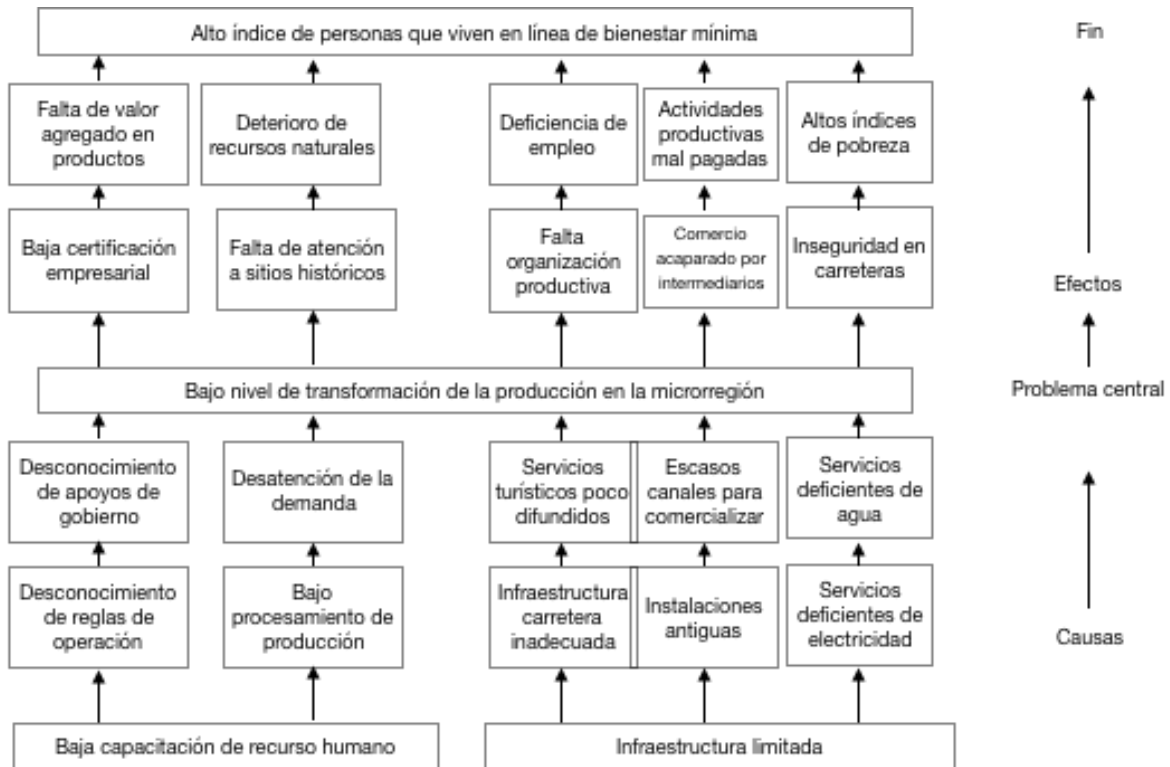 Alto índice de personas que viven en línea de bienestar mínima
Fin
Falta de valor
agregado en
productos
Deterioro de
recursos naturales
Deficiencia de
empleo
Actividades
productivas
mal pagadas
Altos índices
de pobreza
Baja certificación
empresarial
Falta de atención
a sitios históricos
Falta
organización
productiva
Comercio
acaparado por
intermediarios
Inseguridad en
carreteras
Efectos
Bajo nivel de transformación de la producción en la microrregión
Problema central
Desconocimiento
de apoyos de
gobierno
Desatención de la
demanda
Servicios
turísticos poco
difundidos
Escasos
canales para
comercializar
Servicios
deficientes de
agua
Desconocimiento
de reglas de
operación
Bajo
procesamiento de
producción
Infraestructura
carretera
inadecuada
Instalaciones
antiguas
Servicios
deficientes de
electricidad
Causas
Baja capacitación de recurso humano
Infraestructura limitada